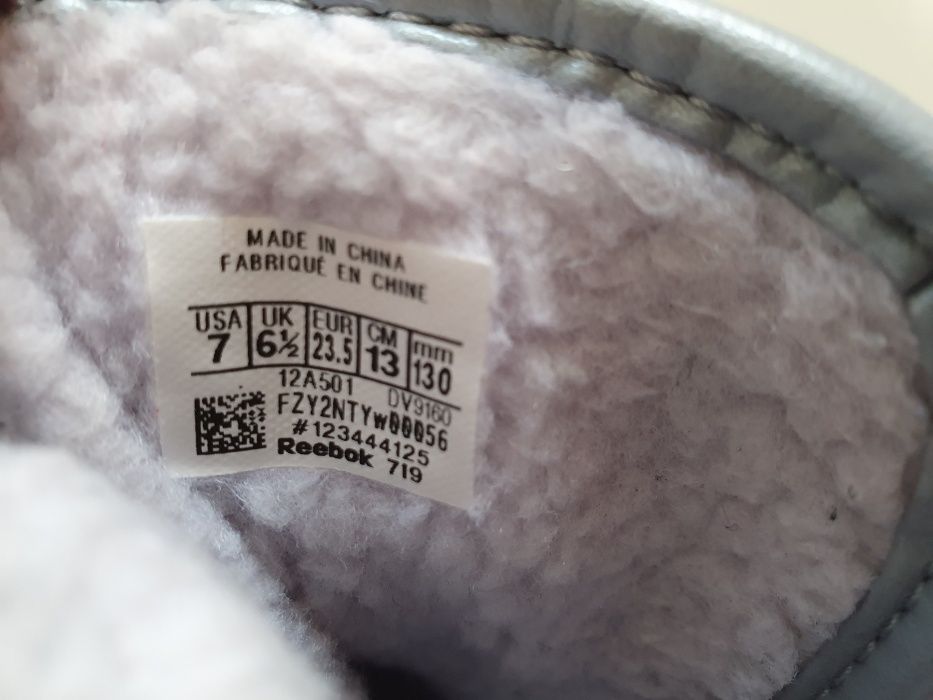 MADE IN CHINA
FABRIQUÉ EN CHINE
USA UK EUR CM mm
7 6½ 23.5 13 130
12A501 DV9160
FZY2NTYw00056
#123444125
Reebok 719